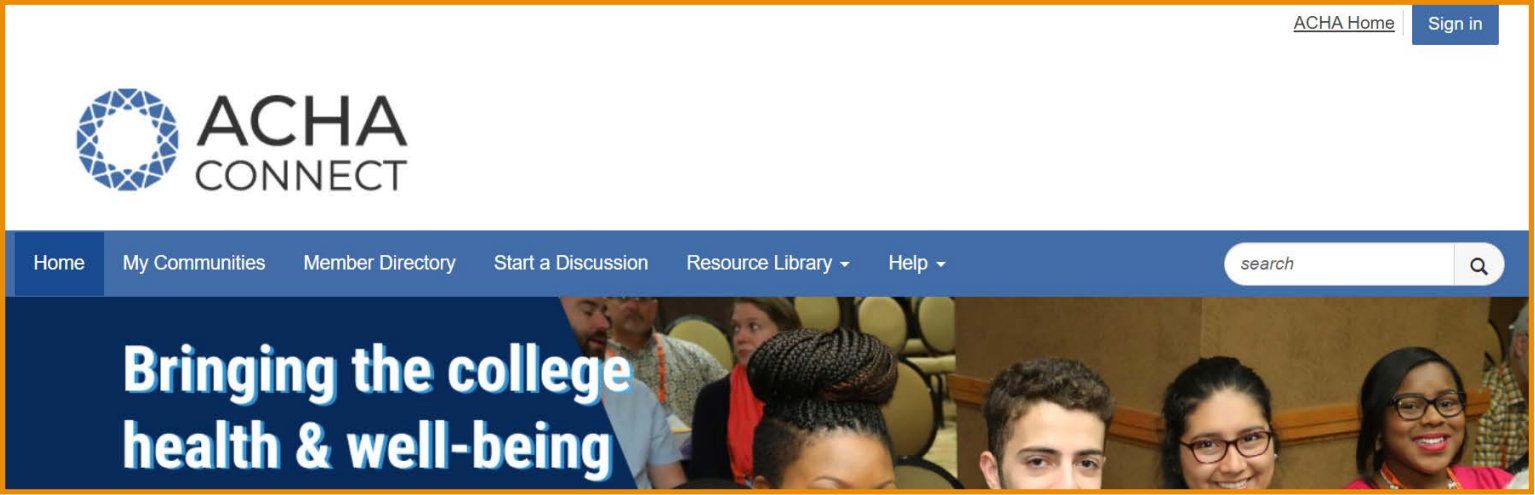 ACHA Home Sign in
ACHA
CONNECT
Home My Communities Member Directory Start a Discussion Resource Library Help search
Bringing the college
health & well-being